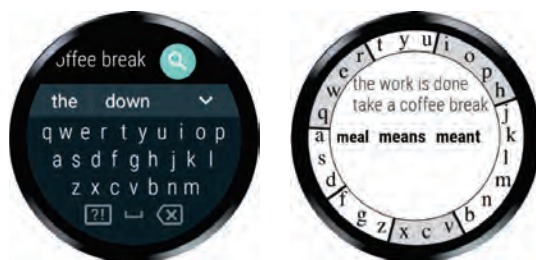 offee break
the down
q w e r t y u i o p
a s d f g h j k l
z x c v b n m
?!
q w e r t y u i o p h j k l m n b v c x z g f d s a
the work is done
take a coffee break
meal means meant